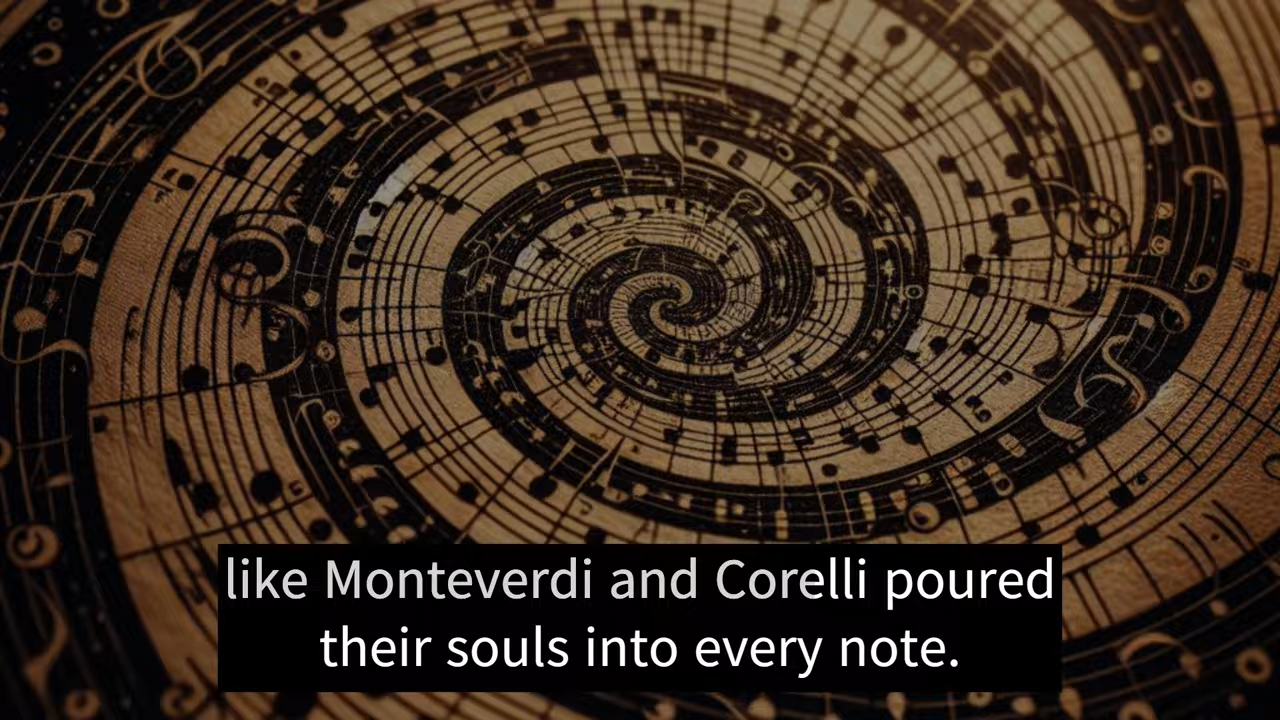 like Monteverdi and Corelli poured
their souls into every note.